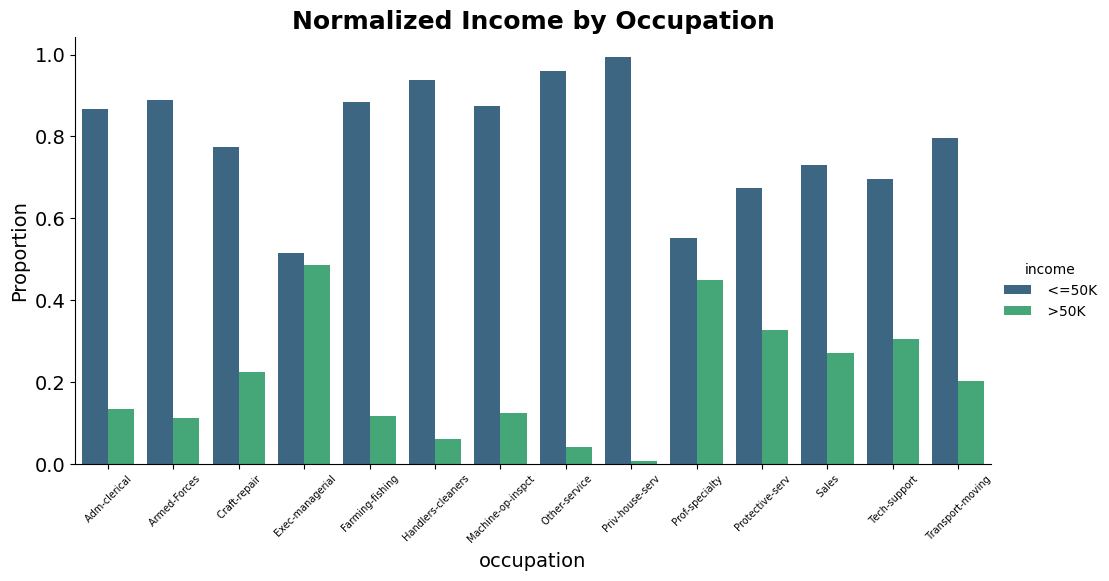 Normalized Income by Occupation
Proportion
1.0
0.8
0.6
0.4
0.2
0.0
Adm-clerical
Armed-Forces
Craft-repair
Exec-managerial
Farming-fishing
Handlers-cleaners
Machine-op-inspct
Other-service
Priv-house-serv
Prof-specialty
Protective-serv
Sales
Tech-support
Transport-moving
occupation
income
<=50K
>50K